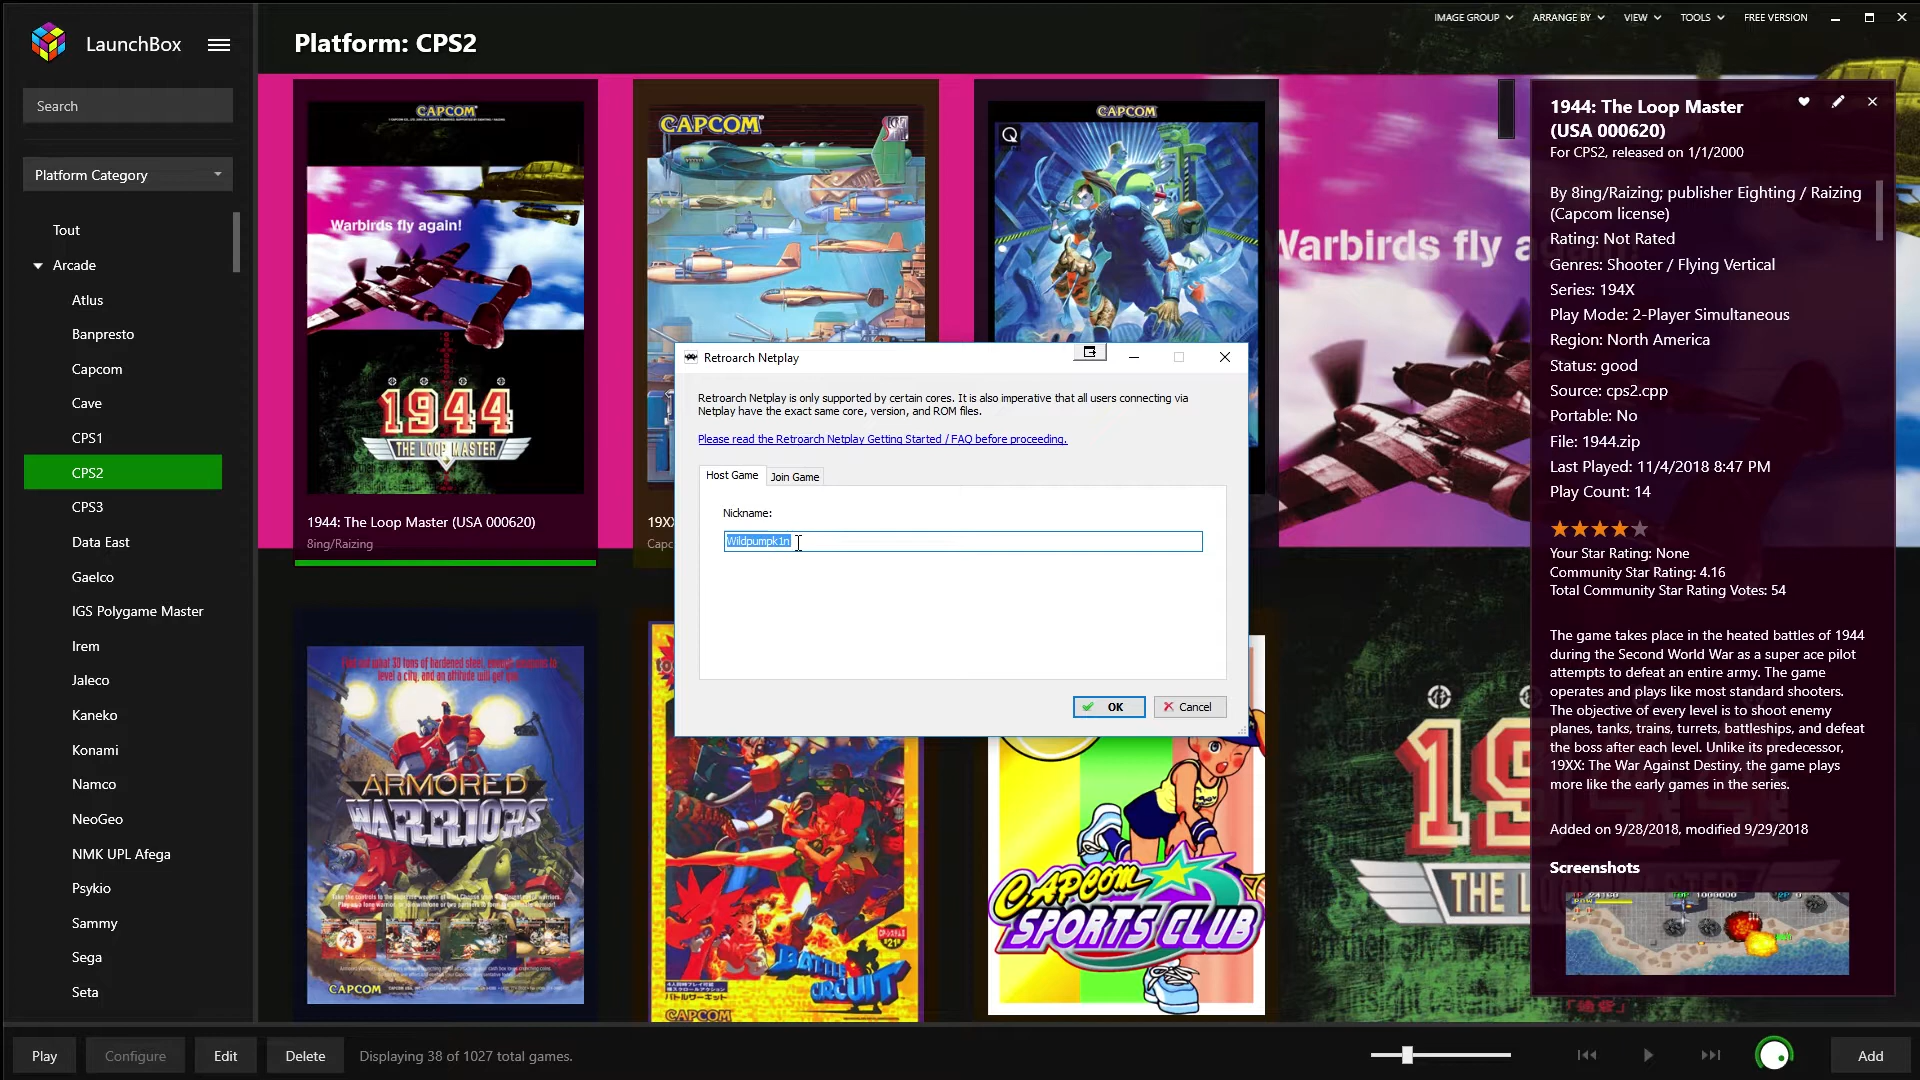 LaunchBox
Platform: CPS2
IMAGE GROUP
ARRANGE BY
VIEW
TOOLS
FREE VERSION
Search
Platform Category
Tout
Arcade
Atlus
Banpresto
Capcom
Cave
CPS1
CPS2
CPS3
Data East
Gaelco
IGS Polygame Master
Irem
Jaleco
Kaneko
Konami
Namco
NeoGeo
NMK UPL Afega
Psykio
Sammy
Sega
Seta
CAPCOM
Warbirds fly again!
1944
THE LOOP MASTER
1944: The Loop Master (USA 000620)
8ing/Raizing
CAPCOM
19XX
Capc
CAPCOM
Warbirds fly a
Retroarch Netplay
Retroarch Netplay is only supported by certain cores. It is also imperative that all users connecting via
Netplay have the exact same core, version, and ROM files.
Please read the Retroarch Netplay Getting Started / FAQ before proceeding.
Host Game
Join Game
Nickname:
Wildpumpk1n
OK
Cancel
ARMORED
WARRIORS
CAPCOM
BATTLE
CIRCUIT
CAPCOM
CAPCOM
SPORTS CLUB
THE
1944: The Loop Master
(USA 000620)
For CPS2, released on 1/1/2000
By 8ing/Raizing; publisher Eighting / Raizing
(Capcom license)
Rating: Not Rated
Genres: Shooter / Flying Vertical
Series: 194X
Play Mode: 2-Player Simultaneous
Region: North America
Status: good
Source: cps2.cpp
Portable: No
File: 1944.zip
Last Played: 11/4/2018 8:47 PM
Play Count: 14
Your Star Rating: None
Community Star Rating: 4.16
Total Community Star Rating Votes: 54
The game takes place in the heated battles of 1944
during the Second World War as a super ace pilot
attempts to defeat an entire army. The game
operates and plays like most standard shooters.
The objective of every level is to shoot enemy
planes, tanks, trains, turrets, battleships, and defeat
the boss after each level. Unlike its predecessor,
19XX: The War Against Destiny, the game plays
more like the early games in the series.
Added on 9/28/2018, modified 9/29/2018
Screenshots
Play
Configure
Edit
Delete
Displaying 38 of 1027 total games.
Add